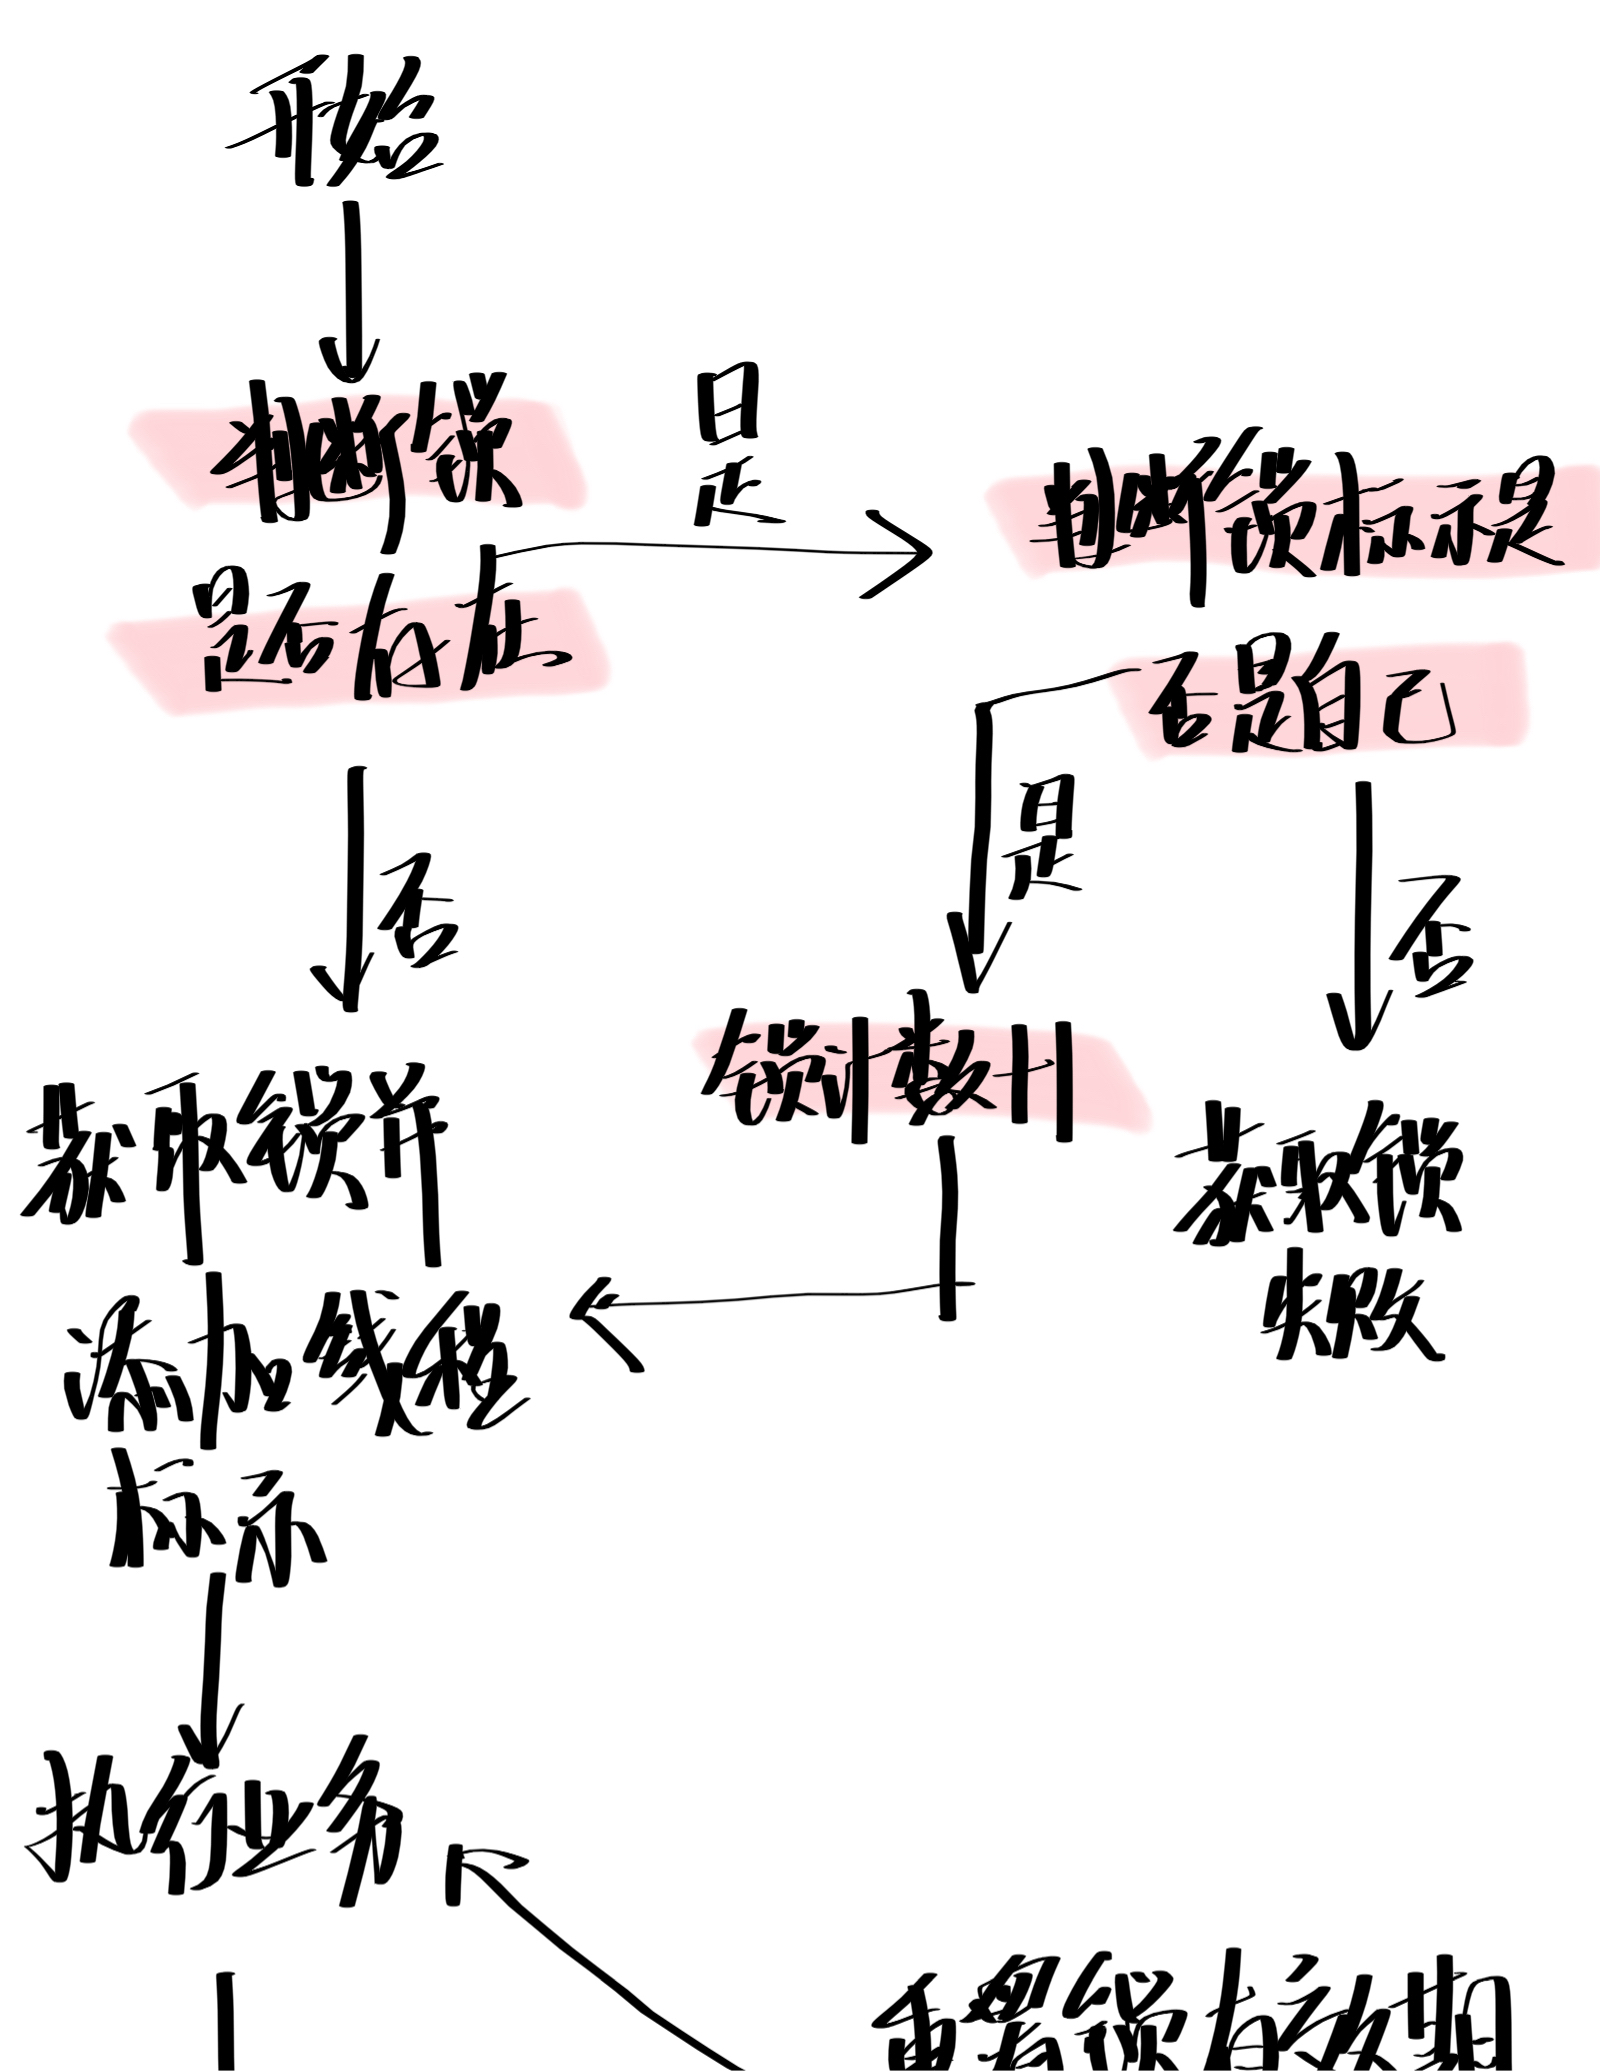 开始
判断锁
是否存在
是
判断锁标示是
否是自己
否
是
否
锁计数+1
获取锁并
添加线程
标示
获取锁
失败
执行业务
重置锁有效期